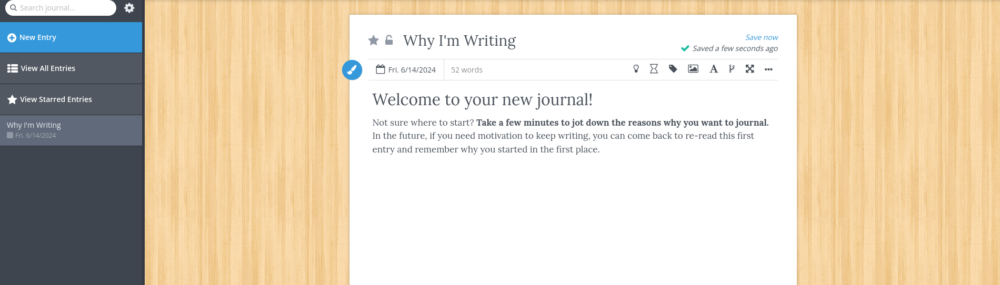 Search journal...
New Entry
View All Entries
View Starred Entries
Why I'm Writing
Fri. 6/14/2024
Why I'm Writing
Save now
Saved a few seconds ago
Fri. 6/14/2024
52 words
Welcome to your new journal!
Not sure where to start? Take a few minutes to jot down the reasons why you want to journal.
In the future, if you need motivation to keep writing, you can come back to re-read this first
entry and remember why you started in the first place.